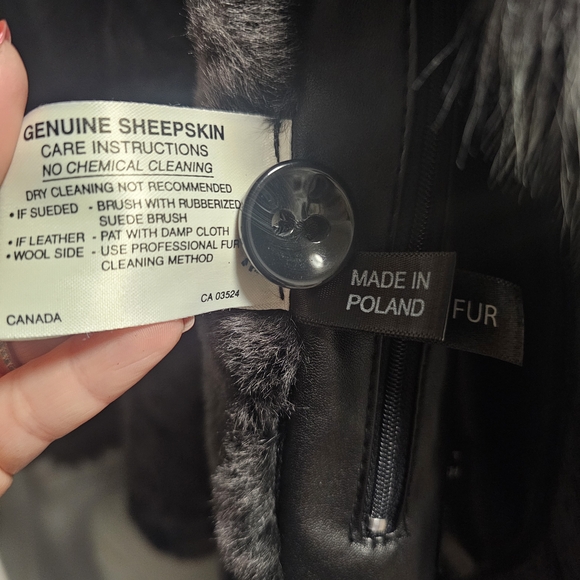 GENUINE SHEEPSKIN
CARE INSTRUCTIONS
NO CHEMICAL CLEANING
DRY CLEANING NOT RECOMMENDED
• IF SUEDED - BRUSH WITH RUBBERIZED
SUEDE BRUSH
• IF LEATHER - PAT WITH DAMP CLOTH
• WOOL SIDE - USE PROFESSIONAL FUR
CLEANING METHOD
CA 03524
CANADA
MADE IN
POLAND
FUR